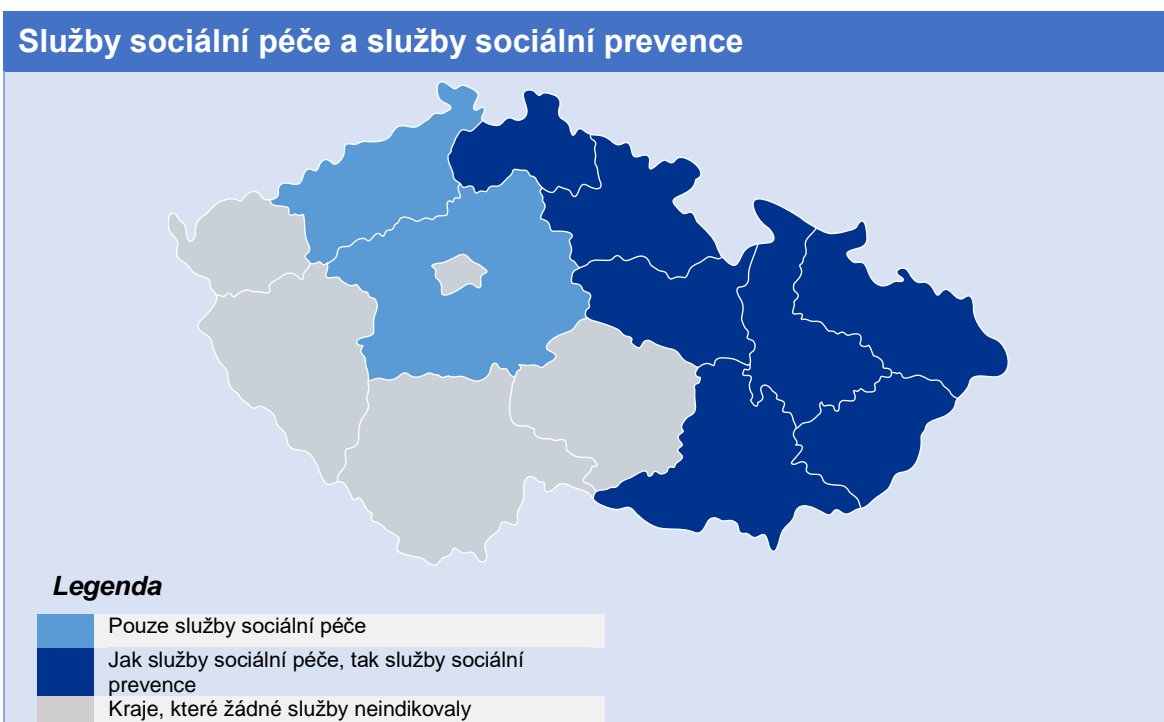 Služby sociální péče a služby sociální prevence
Legenda
Pouze služby sociální péče
Jak služby sociální péče, tak služby sociální
prevence
Kraje, které žádné služby neindikovaly